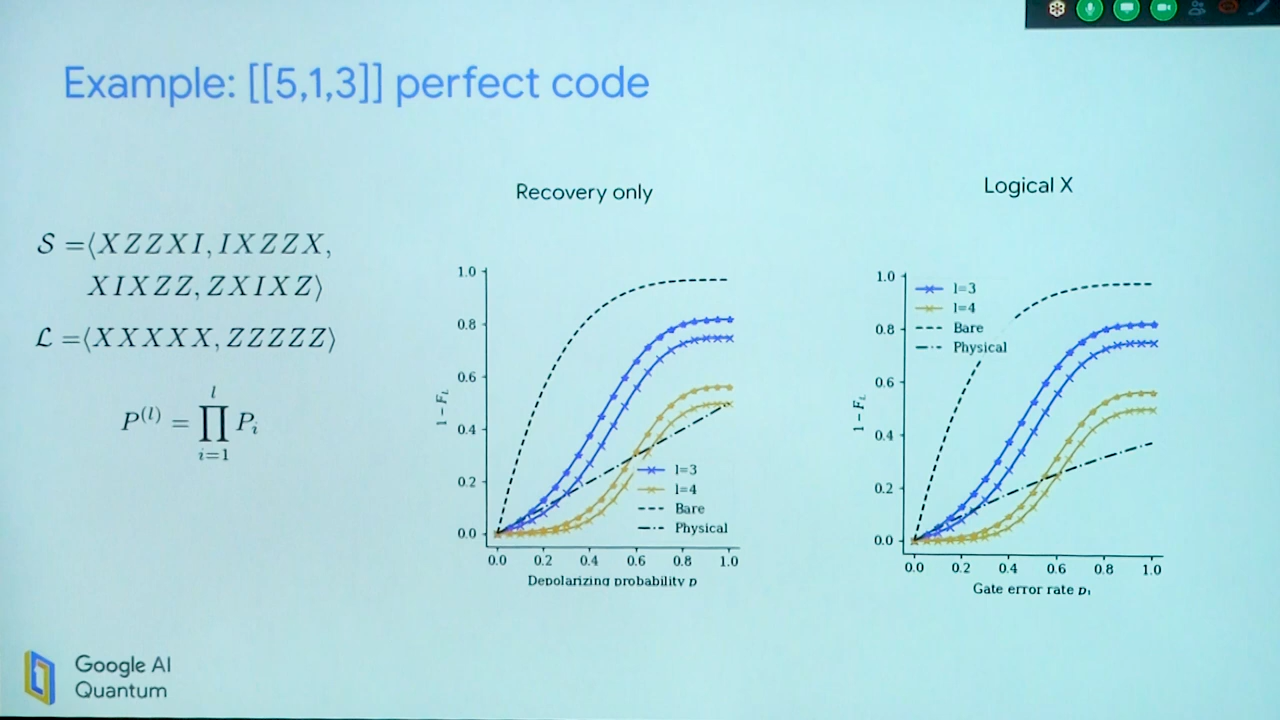 Example: [[5,1,3]] perfect code
S =⟨XZZXI, IXZZX,
XIXZZ, ZXIXZ⟩
L =⟨XXXXX, ZZZZZ⟩
P^(l) = ∏_{i=1}^{l} P_i
Recovery only
1 − F_L
1.0
0.8
0.6
0.4
0.2
0.0
l=3
l=4
Bare
Physical
0.0 0.2 0.4 0.6 0.8 1.0
Depolarizing probability p
Logical X
1 − F_L
1.0
0.8
0.6
0.4
0.2
0.0
l=3
l=4
Bare
Physical
0.0 0.2 0.4 0.6 0.8 1.0
Gate error rate p₁
Google AI
Quantum